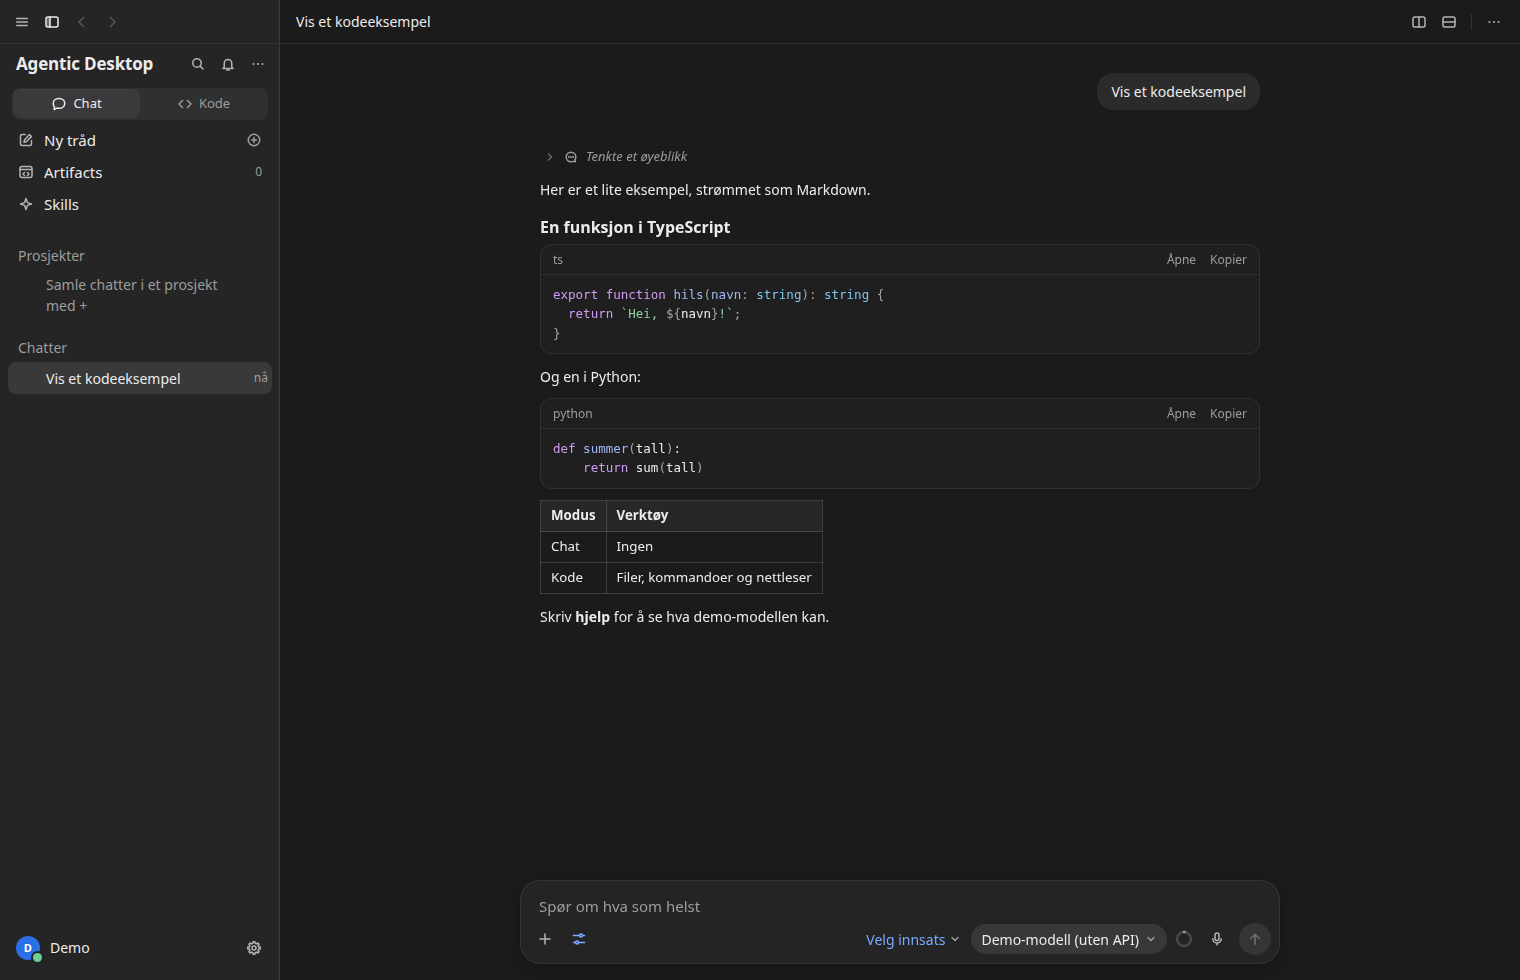 Vis et kodeeksempel
Agentic Desktop
Chat
Kode
Ny tråd
Artifacts 0
Skills
Prosjekter
Samle chatter i et prosjekt
med +
Chatter
Vis et kodeeksempel nå
D Demo
Vis et kodeeksempel
Tenkte et øyeblikk
Her er et lite eksempel, strømmet som Markdown.
En funksjon i TypeScript
ts Åpne Kopier
export function hils(navn: string): string {
  return `Hei, ${navn}!`;
}
Og en i Python:
python Åpne Kopier
def summer(tall):
    return sum(tall)
Modus Verktøy
Chat Ingen
Kode Filer, kommandoer og nettleser
Skriv hjelp for å se hva demo-modellen kan.
Spør om hva som helst
Velg innsats Demo-modell (uten API)